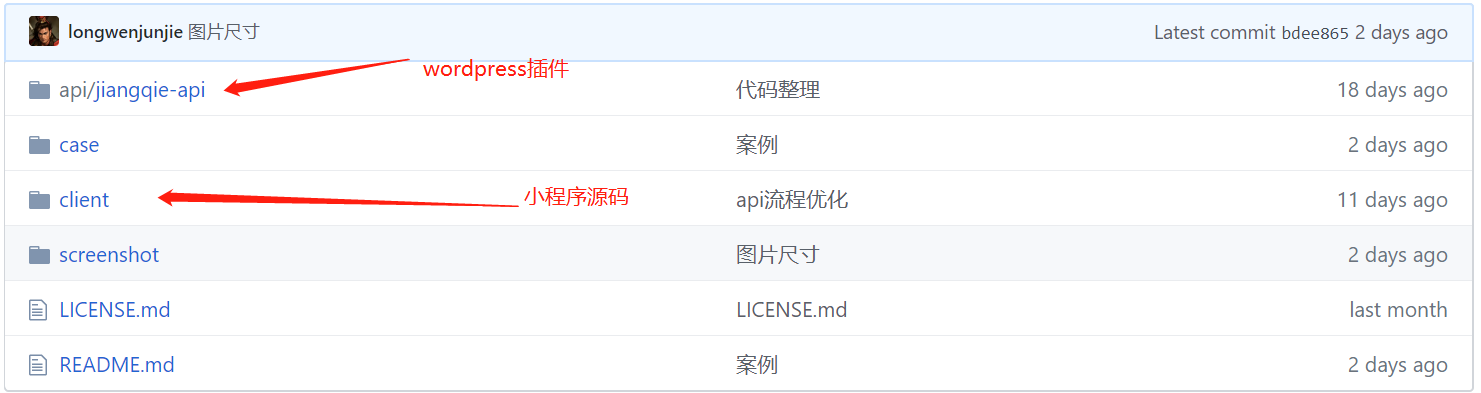 longwenjunjie 图片尺寸 Latest commit bdee865 2 days ago
wordpress插件
api/jiangqie-api 代码整理 18 days ago
case 案例 2 days ago
小程序源码
client api流程优化 11 days ago
screenshot 图片尺寸 2 days ago
LICENSE.md LICENSE.md last month
README.md 案例 2 days ago